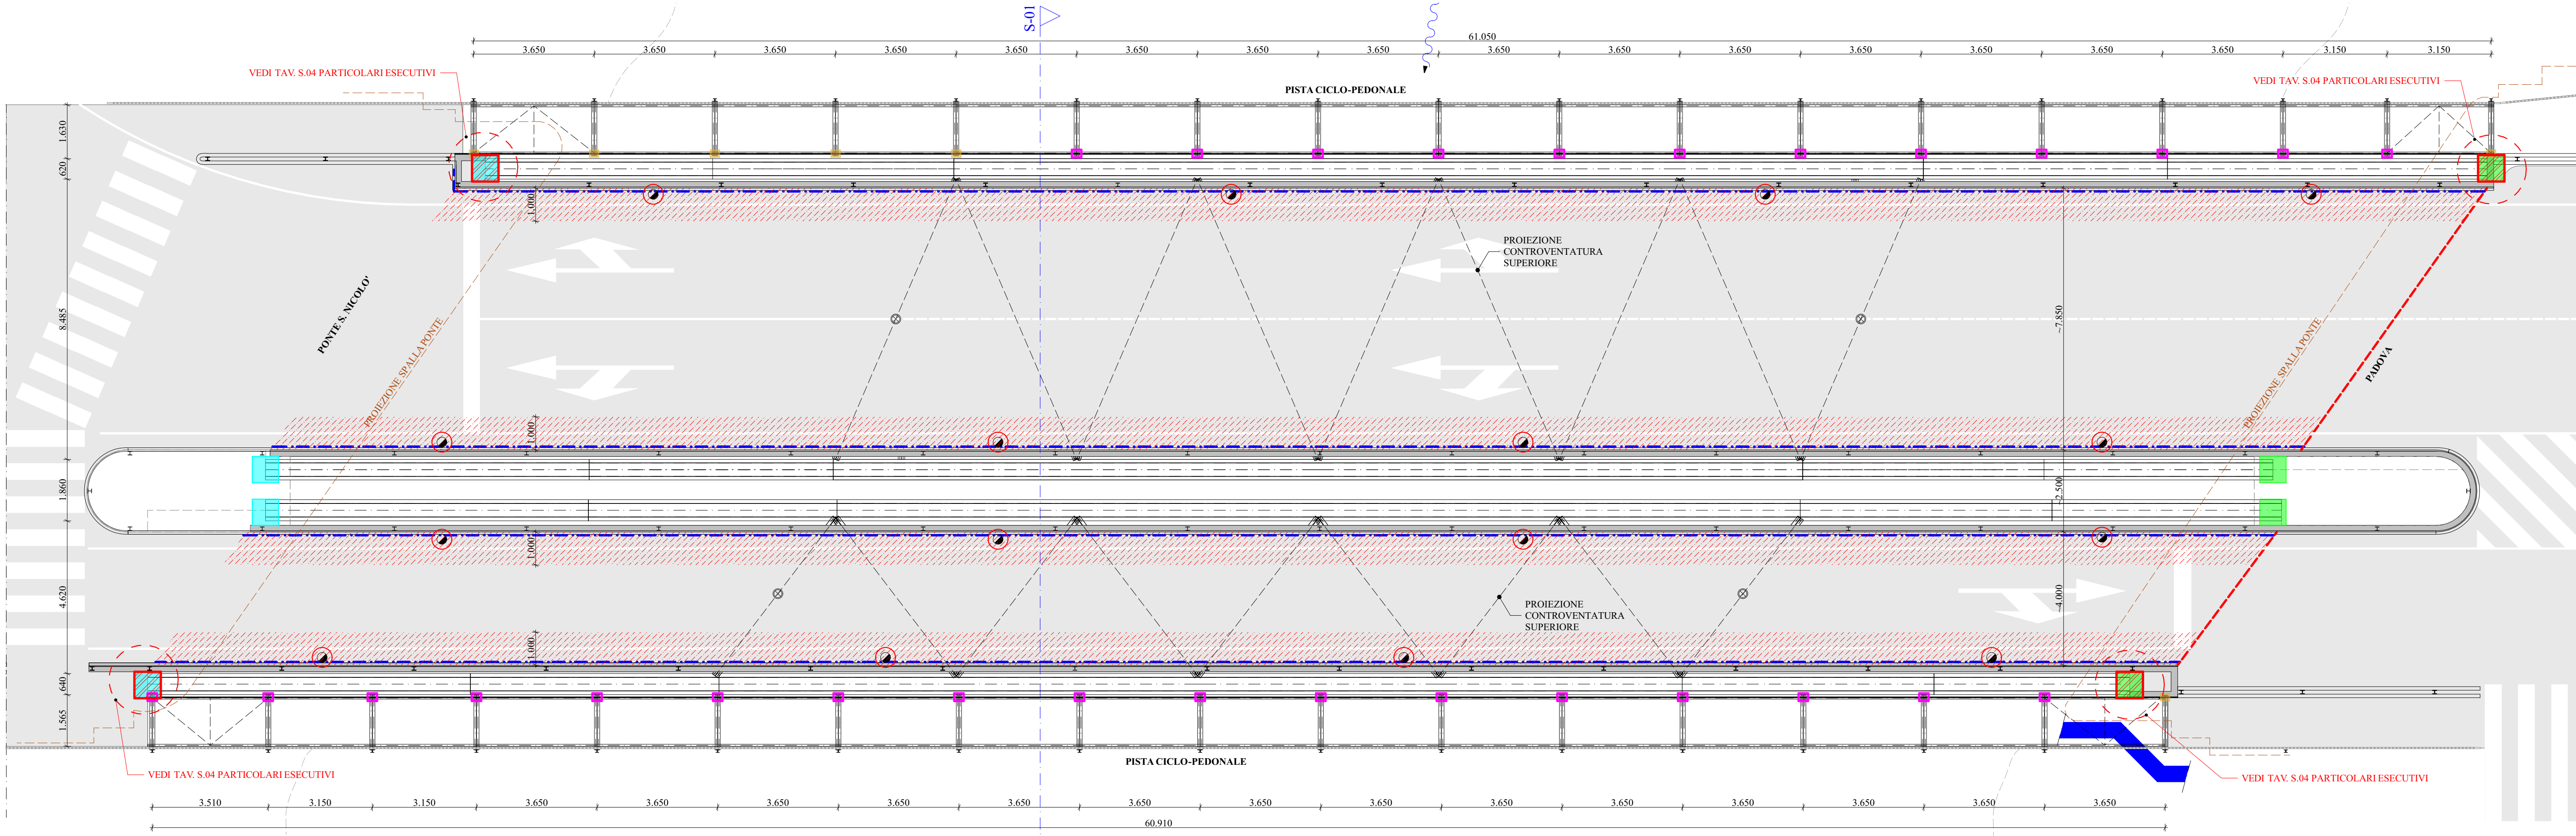 S-01
61.050
3.650 3.650 3.650 3.650 3.650 3.650 3.650 3.650 3.650 3.650 3.650 3.650 3.650 3.650 3.650 3.150 3.150
VEDI TAV. S.04 PARTICOLARI ESECUTIVI
VEDI TAV. S.04 PARTICOLARI ESECUTIVI
PISTA CICLO-PEDONALE
1.630
620
8.485
1.860
4.620
640
1.565
1.000
1.000
1.000
1.000
PONTE S. NICOLO'
PROIEZIONE SPALLA PONTE
PROIEZIONE
CONTROVENTATURA
SUPERIORE
~7.850
~2.500
~4.000
PROIEZIONE SPALLA PONTE
PADOVA
PROIEZIONE
CONTROVENTATURA
SUPERIORE
PISTA CICLO-PEDONALE
VEDI TAV. S.04 PARTICOLARI ESECUTIVI
VEDI TAV. S.04 PARTICOLARI ESECUTIVI
3.510 3.150 3.150 3.650 3.650 3.650 3.650 3.650 3.650 3.650 3.650 3.650 3.650 3.650 3.650 3.650 3.650
60.910